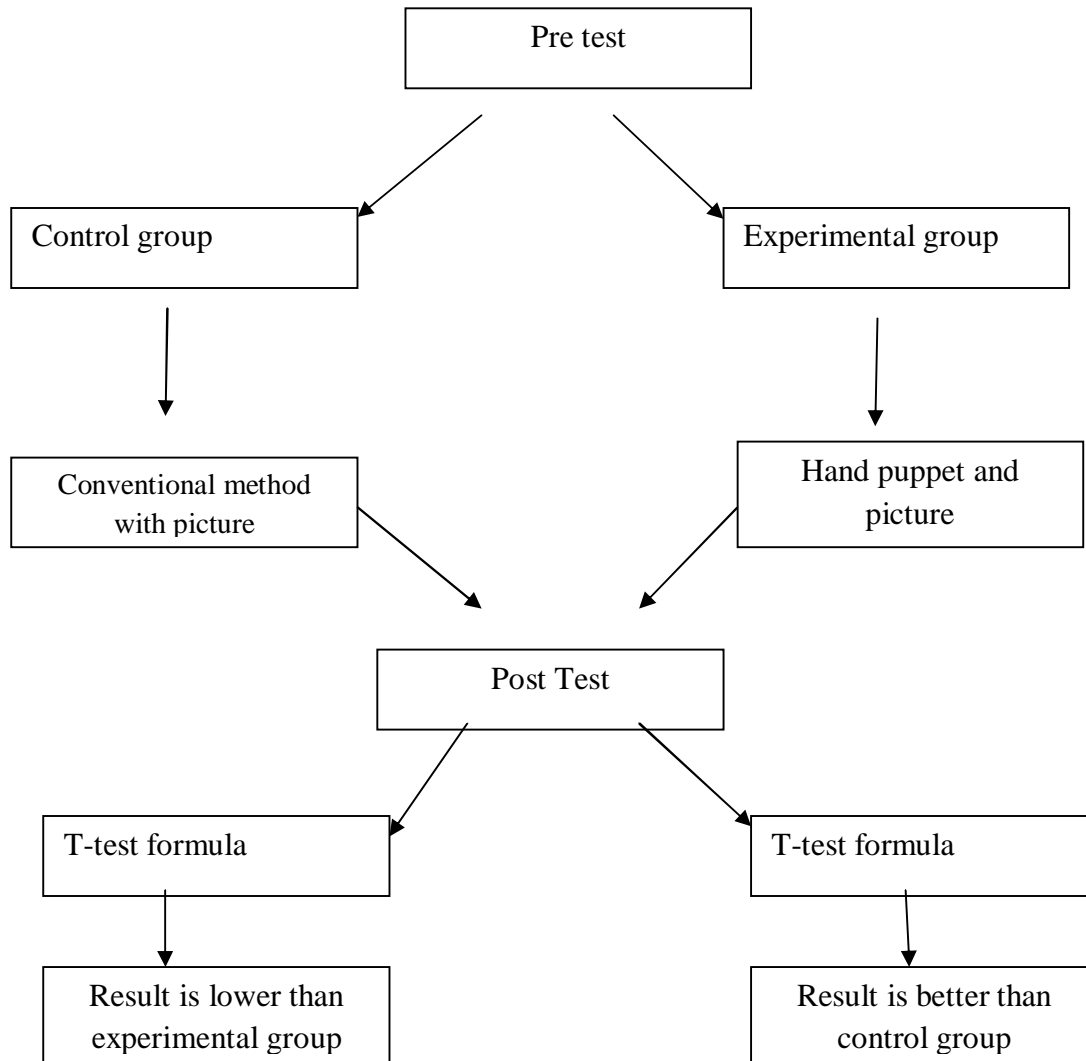 Pre test
Control group
Experimental group
Conventional method
with picture
Hand puppet and
picture
Post Test
T-test formula
T-test formula
Result is lower than
experimental group
Result is better than
control group